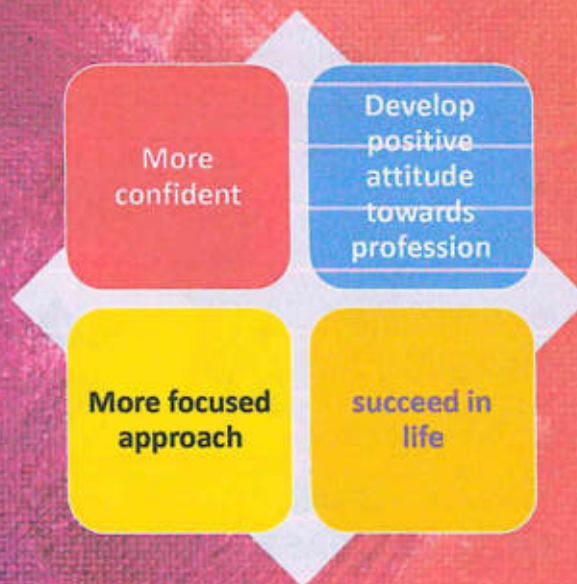 More
confident
Develop
positive
attitude
towards
profession
More focused
approach
succeed in
life